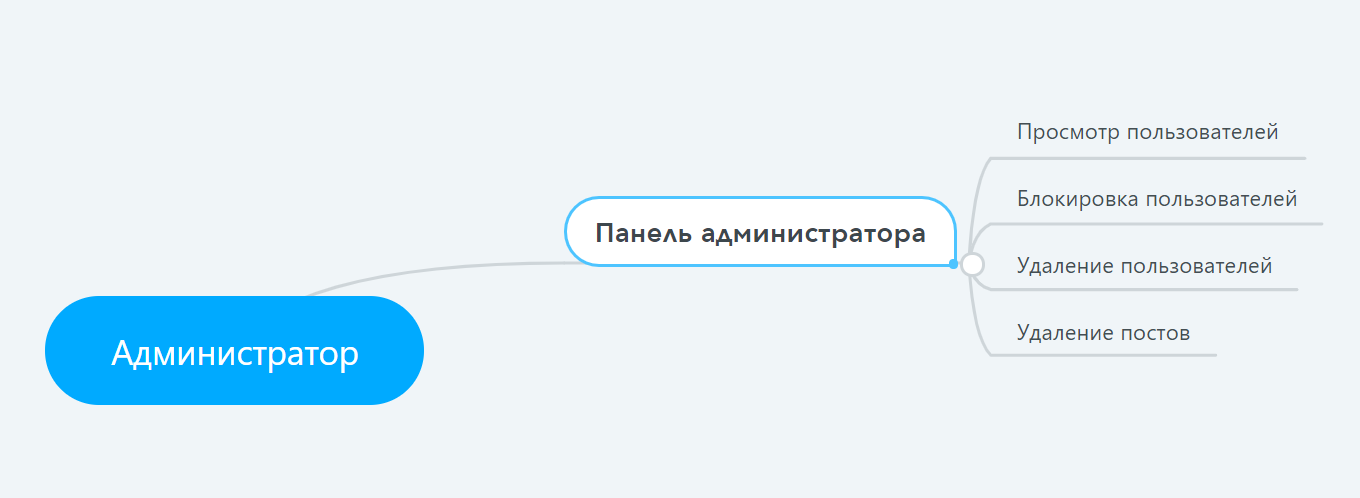 Просмотр пользователей
Блокировка пользователей
Панель администратора
Удаление пользователей
Удаление постов
Администратор